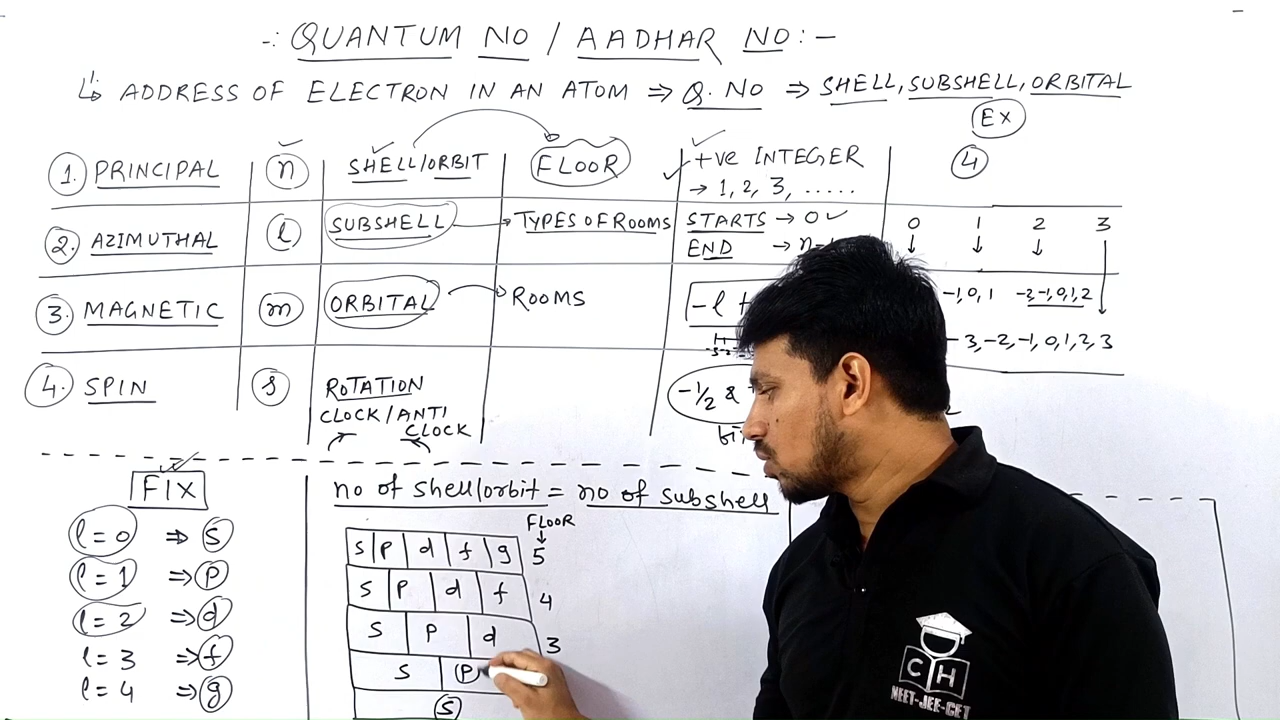 -: QUANTUM NO / AADHAR NO :-
ADDRESS OF ELECTRON IN AN ATOM ⇒ Q. NO ⇒ SHELL, SUBSHELL, ORBITAL
Ex
1. PRINCIPAL n SHELL/ORBIT FLOOR +ve INTEGER 4
→ 1, 2, 3, .....
2. AZIMUTHAL l SUBSHELL → TYPES OF ROOMS STARTS → 0 0 1 2 3
END → n-1
3. MAGNETIC m ORBITAL → ROOMS -l + -1, 0, 1 -2, -1, 0, 1, 2
-3, -2, -1, 0, 1, 2, 3
4. SPIN s ROTATION -1/2 &
CLOCK/ANTI
CLOCK
FIX
l = 0 ⇒ s
l = 1 ⇒ p
l = 2 ⇒ d
l = 3 ⇒ f
l = 4 ⇒ g
no of shell/orbit = no of subshell
FLOOR
s p d f g 5
s p d f 4
s p d 3
s p
s
CH
NEET-JEE-CET